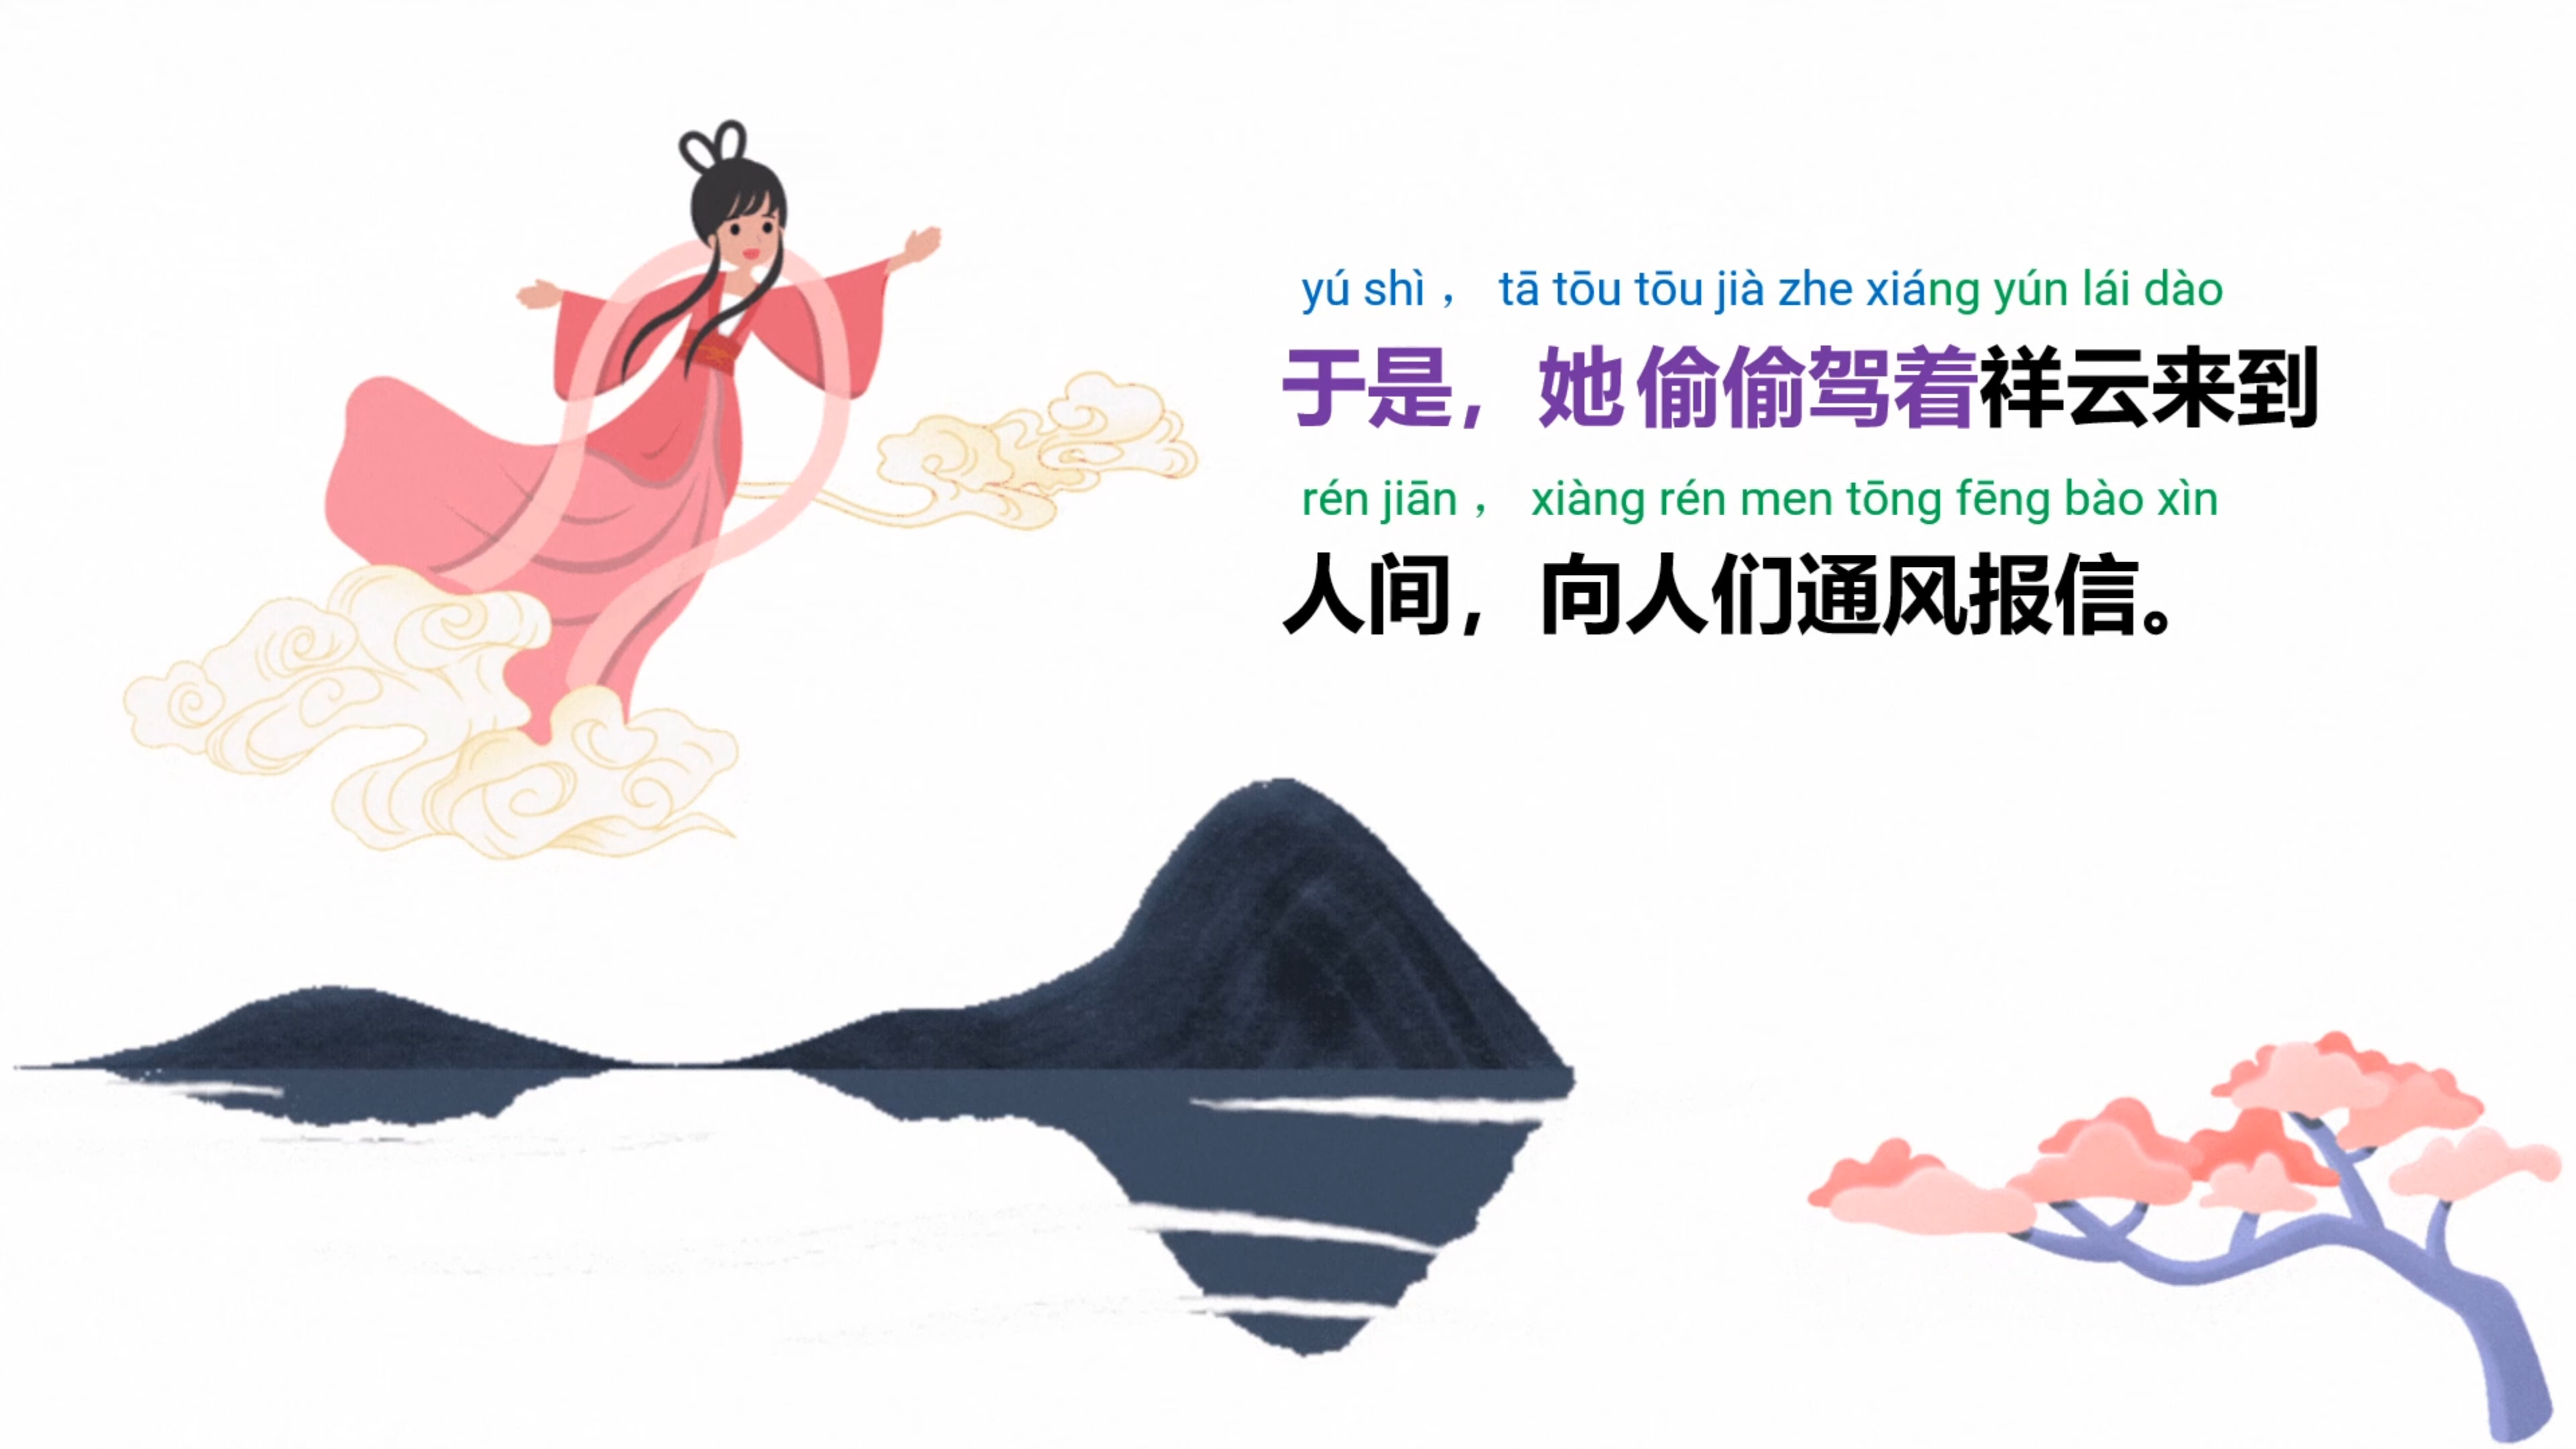 yú shì， tā tōu tōu jià zhe xiáng yún lái dào
于是，她偷偷驾着祥云来到
rén jiān， xiàng rén men tōng fēng bào xìn
人间，向人们通风报信。